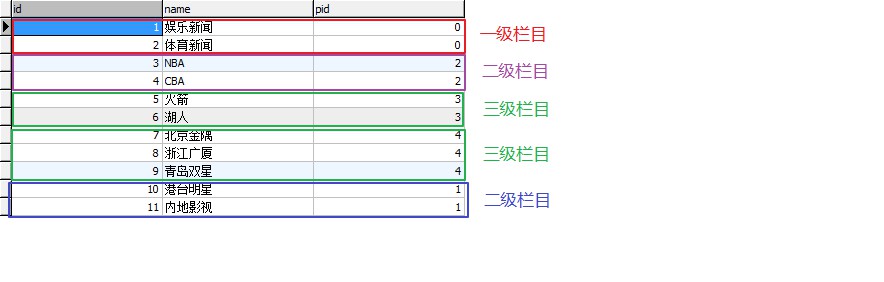 id name pid
1 娱乐新闻 0
2 体育新闻 0
一级栏目
3 NBA 2
4 CBA 2
二级栏目
5 火箭 3
6 湖人 3
三级栏目
7 北京金隅 4
8 浙江广厦 4
9 青岛双星 4
三级栏目
10 港台明星 1
11 内地影视 1
二级栏目